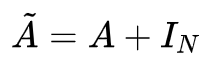 Ã = A + I_N